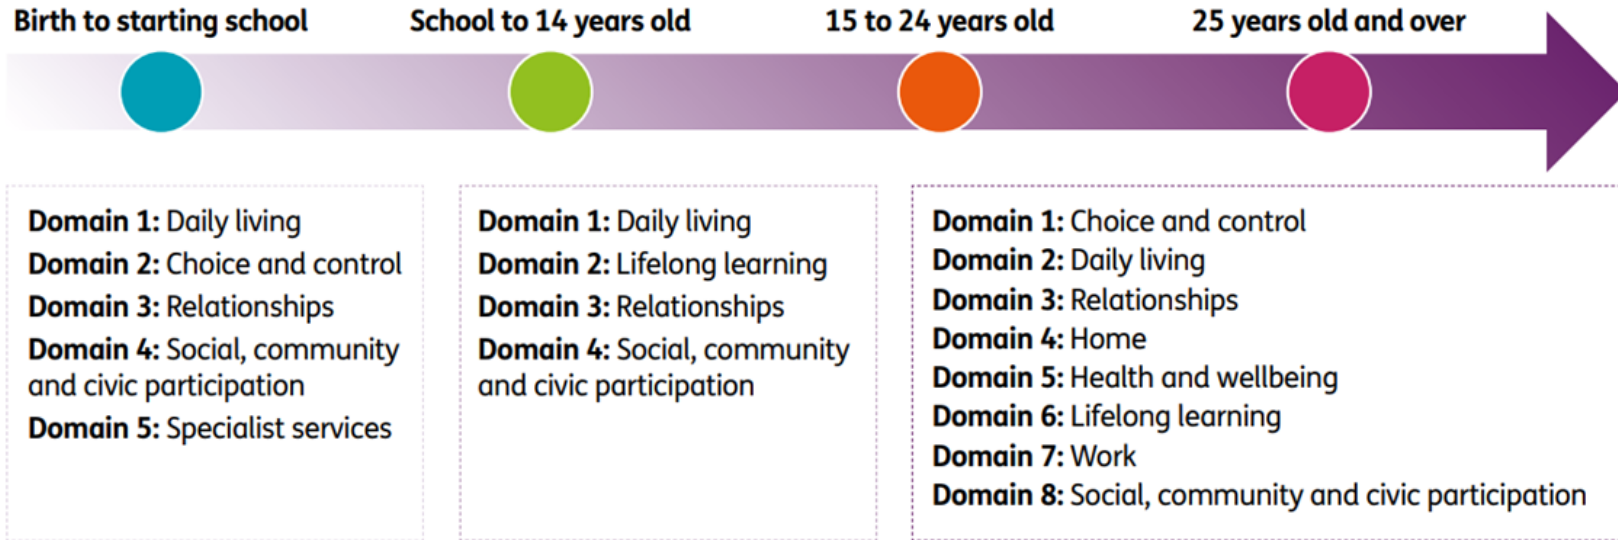 Birth to starting school
School to 14 years old
15 to 24 years old
25 years old and over
Domain 1: Daily living
Domain 2: Choice and control
Domain 3: Relationships
Domain 4: Social, community
and civic participation
Domain 5: Specialist services
Domain 1: Daily living
Domain 2: Lifelong learning
Domain 3: Relationships
Domain 4: Social, community
and civic participation
Domain 1: Choice and control
Domain 2: Daily living
Domain 3: Relationships
Domain 4: Home
Domain 5: Health and wellbeing
Domain 6: Lifelong learning
Domain 7: Work
Domain 8: Social, community and civic participation